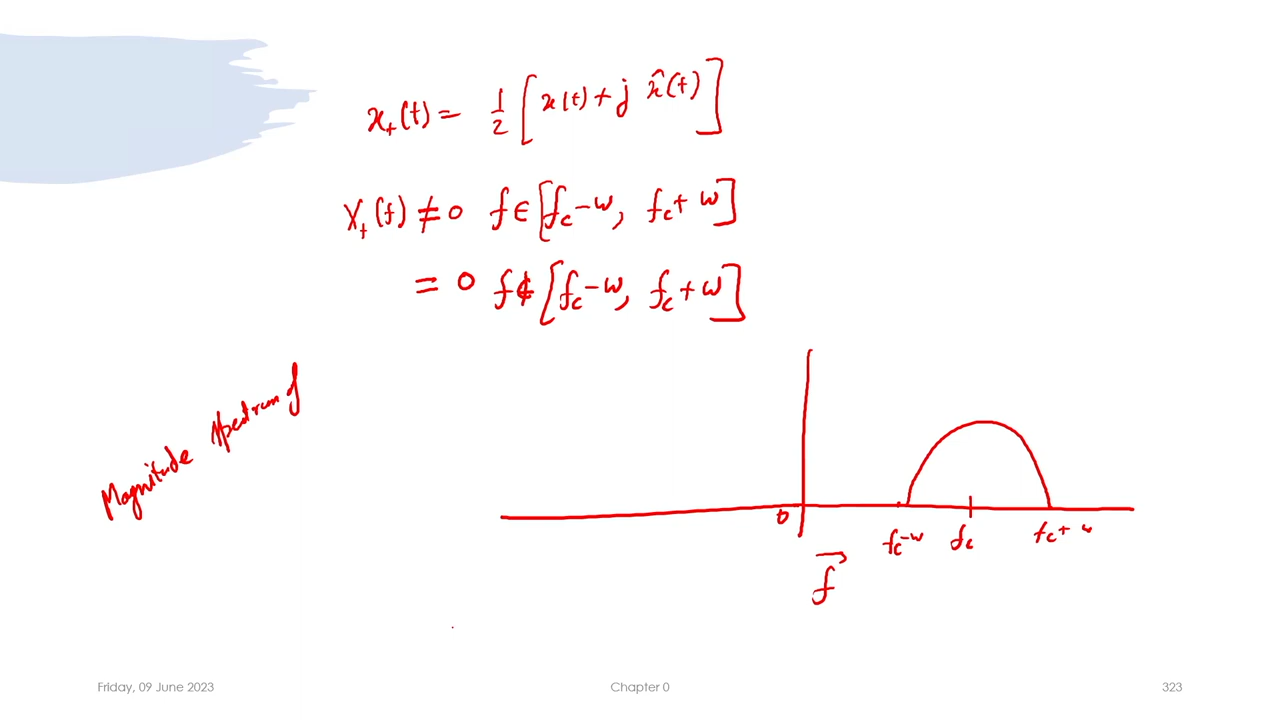 x₊(t) = 1/2 [x(t) + j x̂(t)]
X₊(f) ≠ 0 f ∈ [fc - w, fc + w]
= 0 f ∉ [fc - w, fc + w]
Magnitude spectrum of
0 fc - w fc fc + w
f
Friday, 09 June 2023 Chapter 0 323